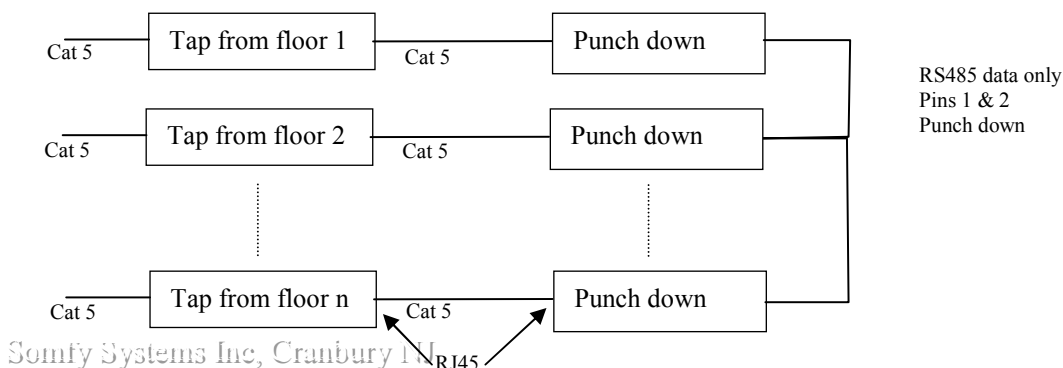 Tap from floor 1
Punch down
Cat 5
Cat 5
RS485 data only
Pins 1 & 2
Punch down
Tap from floor 2
Punch down
Cat 5
Cat 5
Tap from floor n
Punch down
Cat 5
Cat 5
Somfy Systems Inc, Cranbury NJ
RJ45